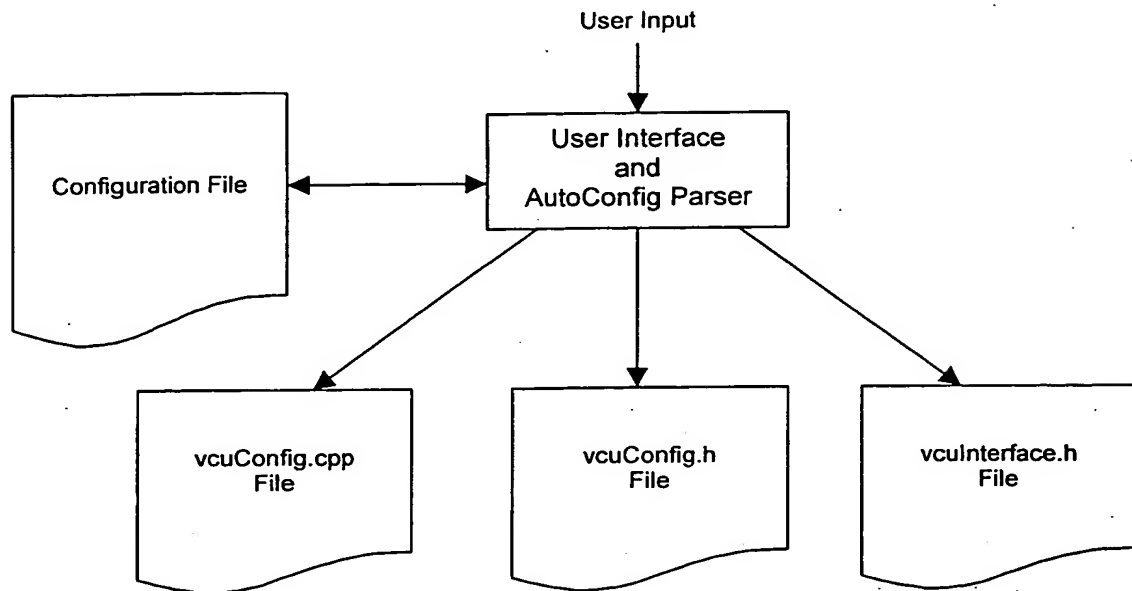 User Input
User Interface
and
AutoConfig Parser
Configuration File
vcuConfig.cpp
File
vcuConfig.h
File
vcuInterface.h
File